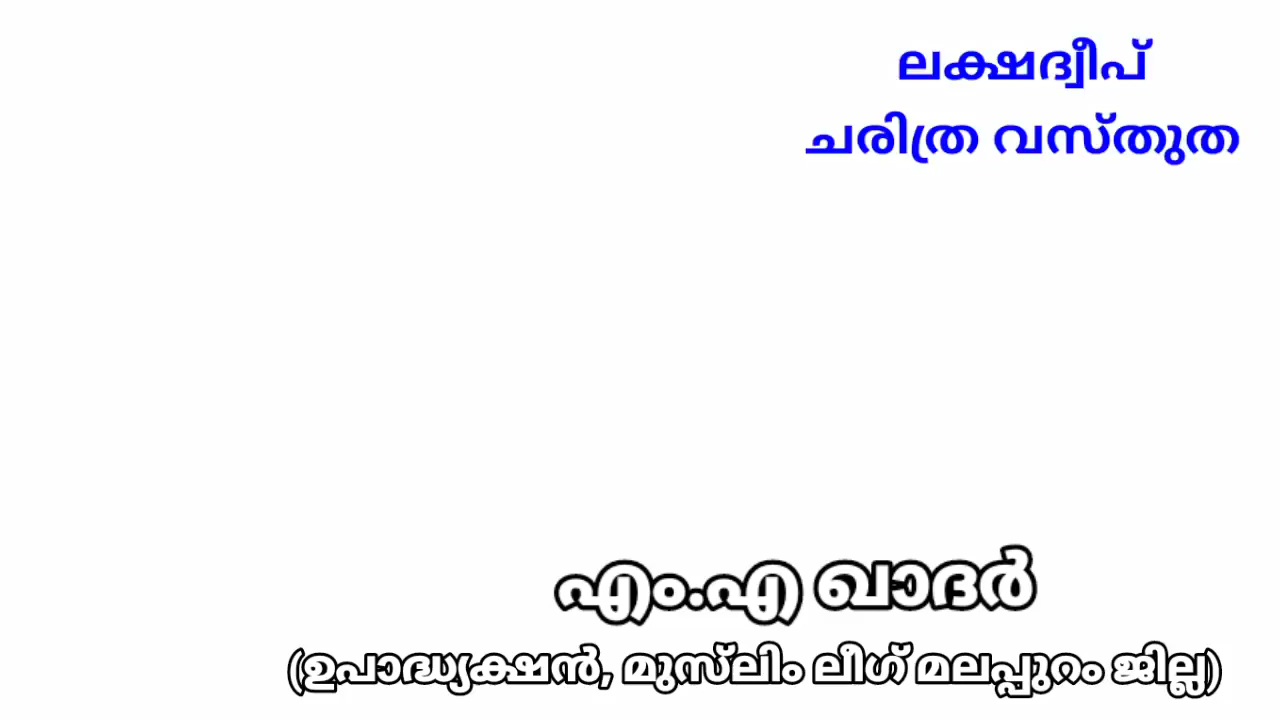 ലക്ഷദ്വീപ്
ചരിത്ര വസ്തുത
എം.എ ഖാദർ
(ഉപാദ്ധ്യക്ഷൻ, മുസ്‌ലിം ലീഗ് മലപ്പുറം ജില്ല)